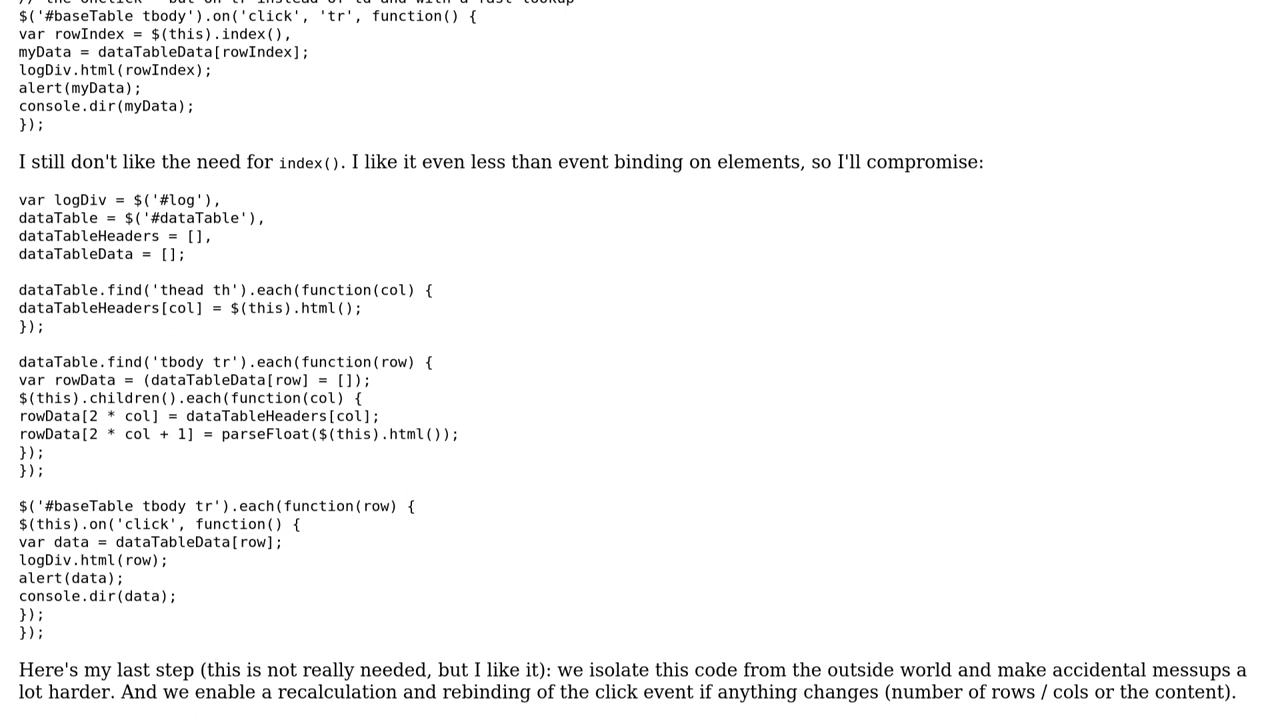 $('#baseTable tbody').on('click', 'tr', function() {
var rowIndex = $(this).index(),
myData = dataTableData[rowIndex];
logDiv.html(rowIndex);
alert(myData);
console.dir(myData);
});
I still don't like the need for index(). I like it even less than event binding on elements, so I'll compromise:
var logDiv = $('#log'),
dataTable = $('#dataTable'),
dataTableHeaders = [],
dataTableData = [];
dataTable.find('thead th').each(function(col) {
dataTableHeaders[col] = $(this).html();
});
dataTable.find('tbody tr').each(function(row) {
var rowData = (dataTableData[row] = []);
$(this).children().each(function(col) {
rowData[2 * col] = dataTableHeaders[col];
rowData[2 * col + 1] = parseFloat($(this).html());
});
});
$('#baseTable tbody tr').each(function(row) {
$(this).on('click', function() {
var data = dataTableData[row];
logDiv.html(row);
alert(data);
console.dir(data);
});
});
Here's my last step (this is not really needed, but I like it): we isolate this code from the outside world and make accidental messups a
lot harder. And we enable a recalculation and rebinding of the click event if anything changes (number of rows / cols or the content).